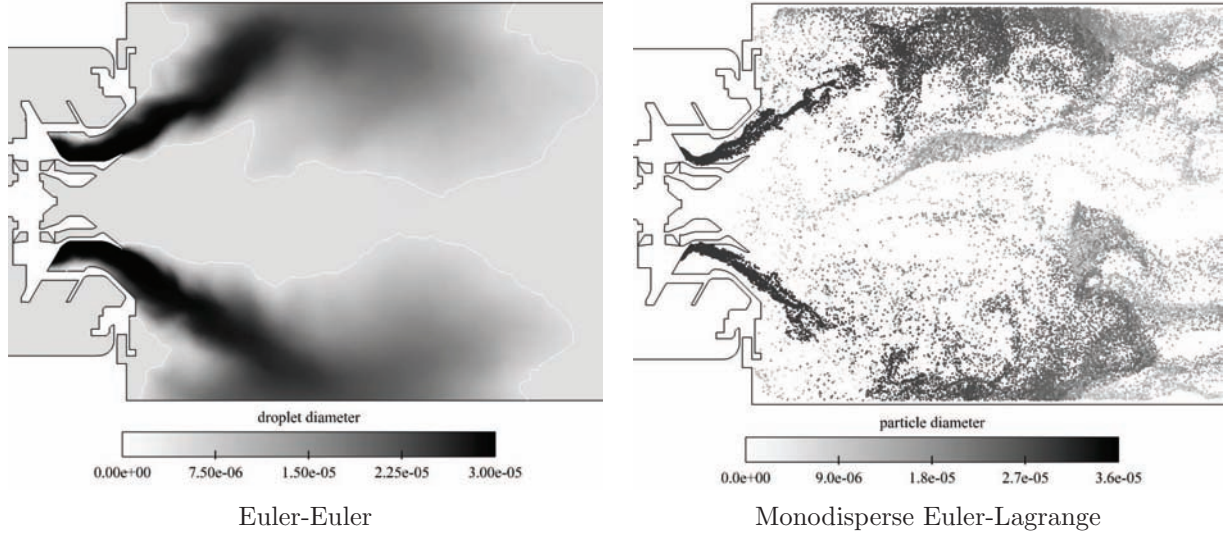 droplet diameter
0.00e+00 7.50e-06 1.50e-05 2.25e-05 3.00e-05
Euler-Euler
particle diameter
0.0e+00 9.0e-06 1.8e-05 2.7e-05 3.6e-05
Monodisperse Euler-Lagrange